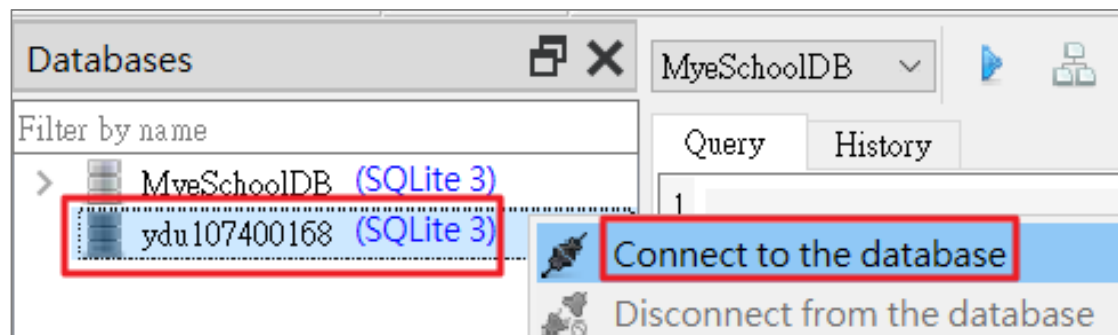 Databases
MyeSchoolDB
Filter by name
Query History
MyeSchoolDB (SQLite 3)
1
ydu107400168 (SQLite 3)
Connect to the database
Disconnect from the database